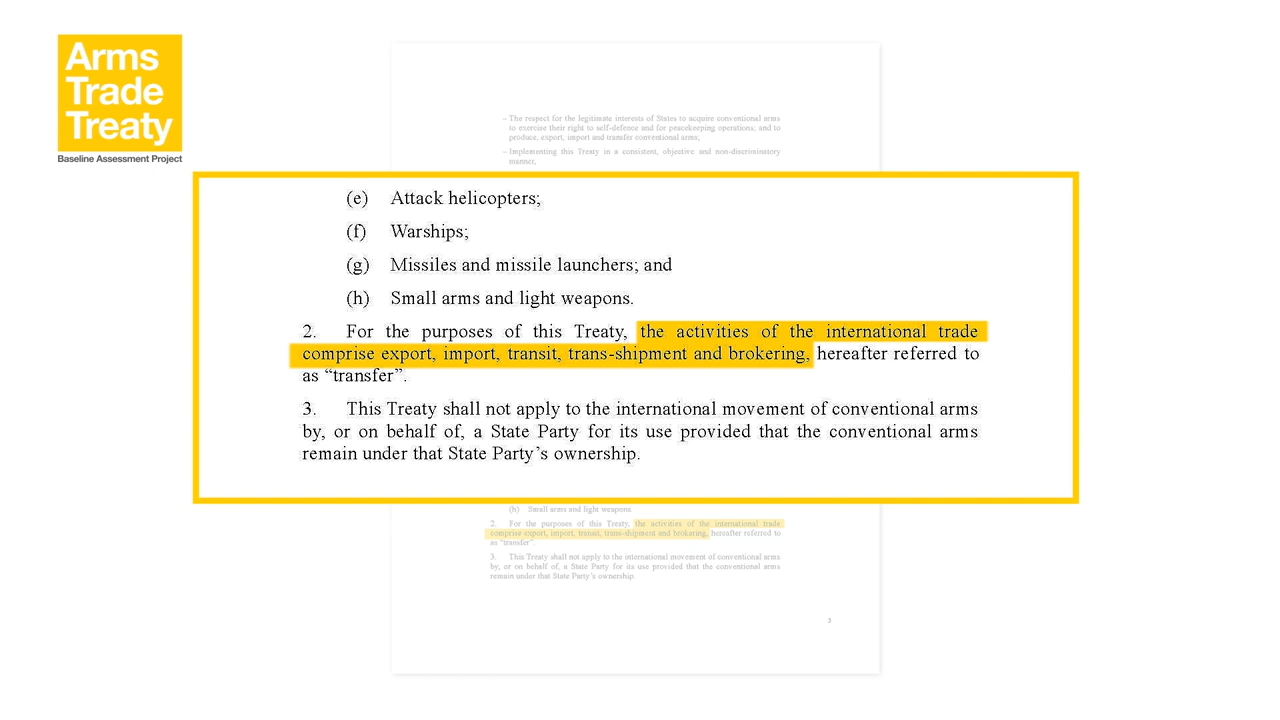 Arms
Trade
Treaty
Baseline Assessment Project
– The respect for the legitimate interests of States to acquire conventional arms
to exercise their right to self-defence and for peacekeeping operations; and to
produce, export, import and transfer conventional arms;
– Implementing this Treaty in a consistent, objective and non-discriminatory
manner,
(e) Attack helicopters;
(f) Warships;
(g) Missiles and missile launchers; and
(h) Small arms and light weapons.
2. For the purposes of this Treaty, the activities of the international trade
comprise export, import, transit, trans-shipment and brokering, hereafter referred to
as “transfer”.
3. This Treaty shall not apply to the international movement of conventional arms
by, or on behalf of, a State Party for its use provided that the conventional arms
remain under that State Party’s ownership.
(h) Small arms and light weapons.
2. For the purposes of this Treaty, the activities of the international trade
comprise export, import, transit, trans-shipment and brokering, hereafter referred to
as “transfer”.
3. This Treaty shall not apply to the international movement of conventional arms
by, or on behalf of, a State Party for its use provided that the conventional arms
remain under that State Party’s ownership.